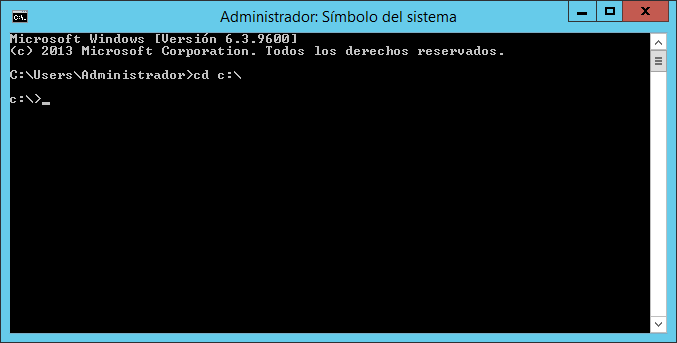 Administrador: Símbolo del sistema
Microsoft Windows [Versión 6.3.9600]
(c) 2013 Microsoft Corporation. Todos los derechos reservados.
C:\Users\Administrador>cd c:\
c:\>_